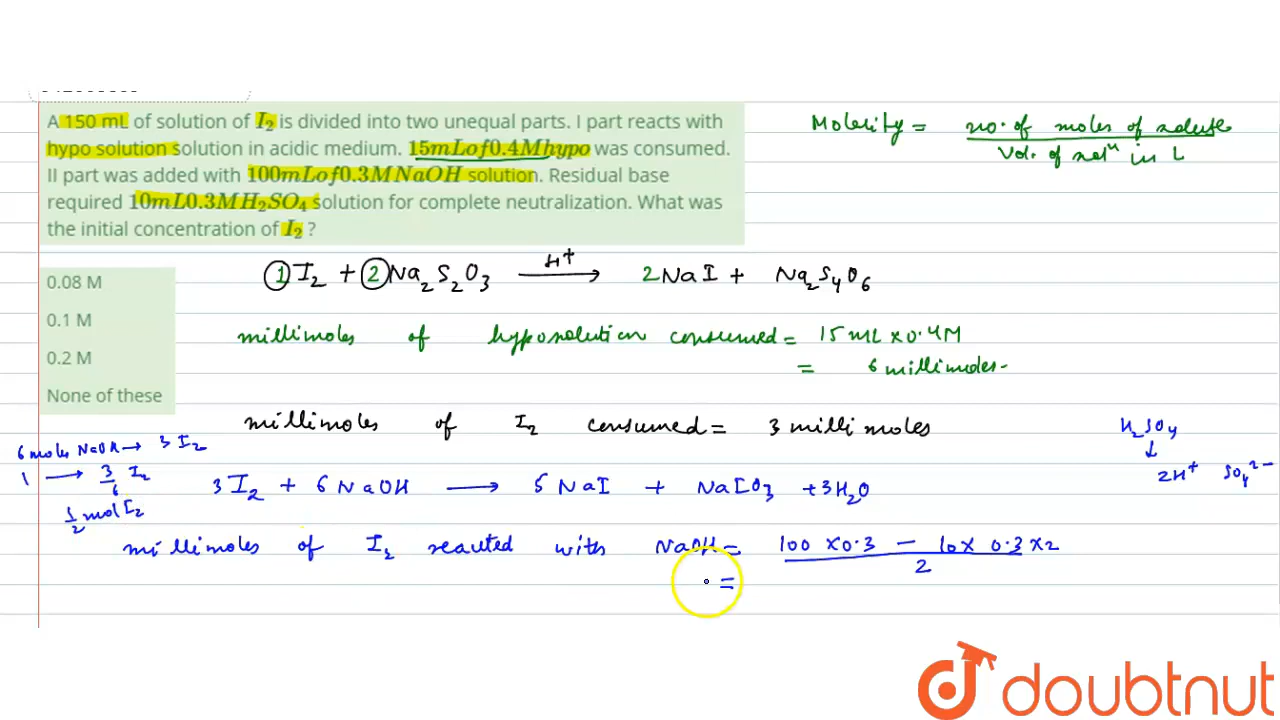 A 150 mL of solution of I₂ is divided into two unequal parts. I part reacts with
hypo solution solution in acidic medium. 15mLof0.4Mhypo was consumed.
II part was added with 100mLof0.3MNaOH solution. Residual base
required 10mL0.3MH₂SO₄ solution for complete neutralization. What was
the initial concentration of I₂ ?
Molarity = no. of moles of solute
Vol. of solⁿ in L
0.08 M
0.1 M
0.2 M
None of these
1 I₂ + 2 Na₂S₂O₃ H⁺ → 2NaI + Na₂S₄O₆
millimoles of hyposolution consumed = 15 mL × 0.4M
= 6 millimoles
millimoles of I₂ consumed = 3 milli moles
6 moles NaOH → 3 I₂
1 → 3/6 I₂
1/2 mol I₂
H₂SO₄
↓
2H⁺ SO₄²⁻
3I₂ + 6 NaOH → 5 NaI + NaIO₃ + 3H₂O
millimoles of I₂ reacted with NaOH = 100 × 0.3 − 10 × 0.3 × 2
2
=
doubtnut